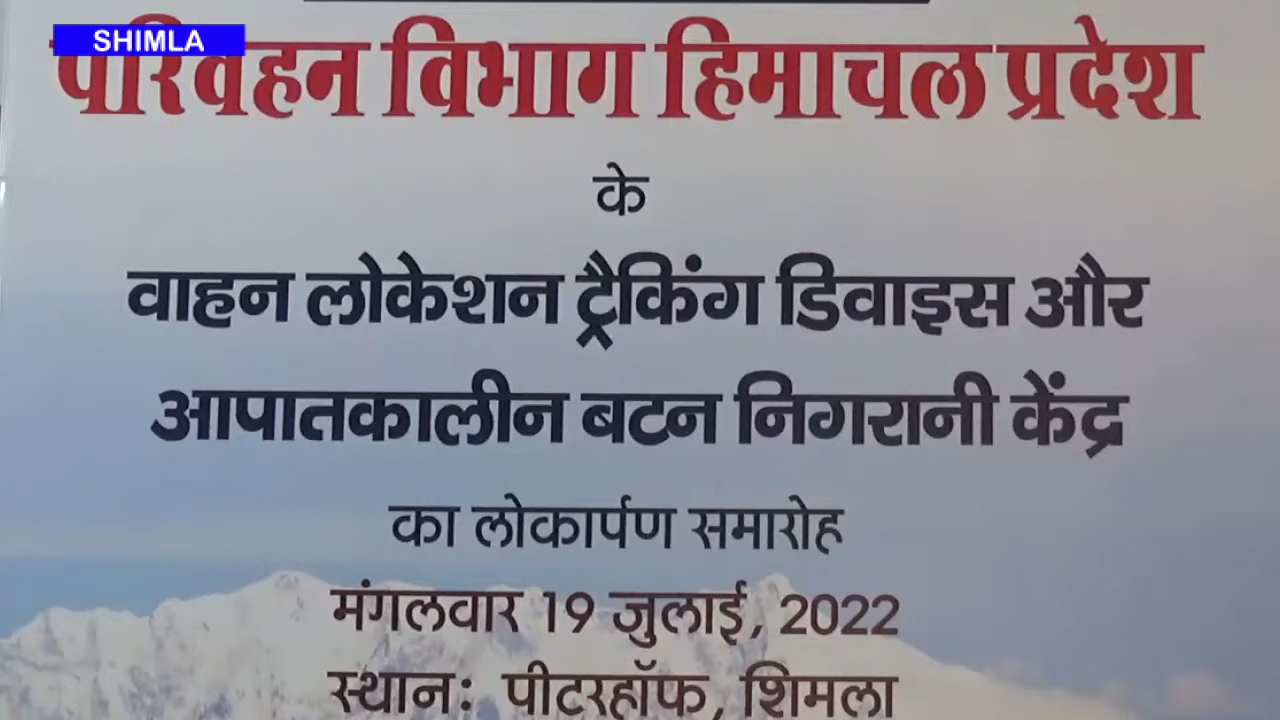 SHIMLA
परिवहन विभाग हिमाचल प्रदेश
के
वाहन लोकेशन ट्रैकिंग डिवाइस और
आपातकालीन बटन निगरानी केंद्र
का लोकार्पण समारोह
मंगलवार 19 जुलाई, 2022
स्थान: पीटरहॉफ, शिमला